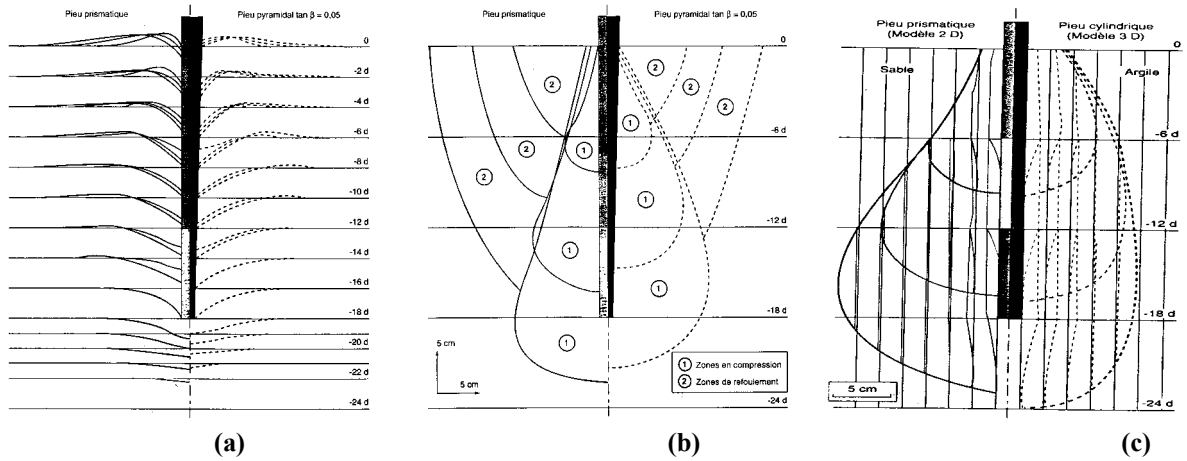 Pieu prismatique
Pieu pyramidal tan β = 0,05
0
-2 d
-4 d
-6 d
-8 d
-10 d
-12 d
-14 d
-16 d
-18 d
-20 d
-22 d
-24 d
(a)
Pieu prismatique
Pieu pyramidal tan β = 0,05
0
2
2
2
1
-6 d
2
2
1
1
-12 d
1
1
-18 d
1
5 cm
5 cm
1 Zones en compression
2 Zones de refoulement
-24 d
(b)
Pieu prismatique
(Modèle 2 D)
Pieu cylindrique
(Modèle 3 D)
0
Sable
Argile
-6 d
-12 d
-18 d
5 cm
-24 d
(c)